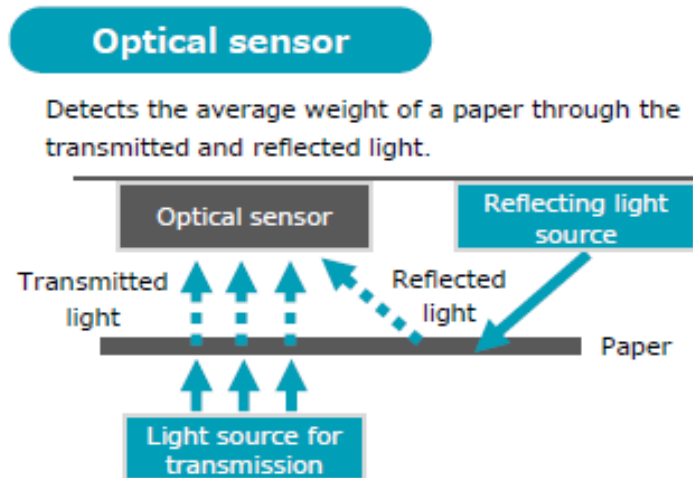 Optical sensor
Detects the average weight of a paper through the
transmitted and reflected light.
Optical sensor
Reflecting light
source
Transmitted
light
Reflected
light
Paper
Light source for
transmission